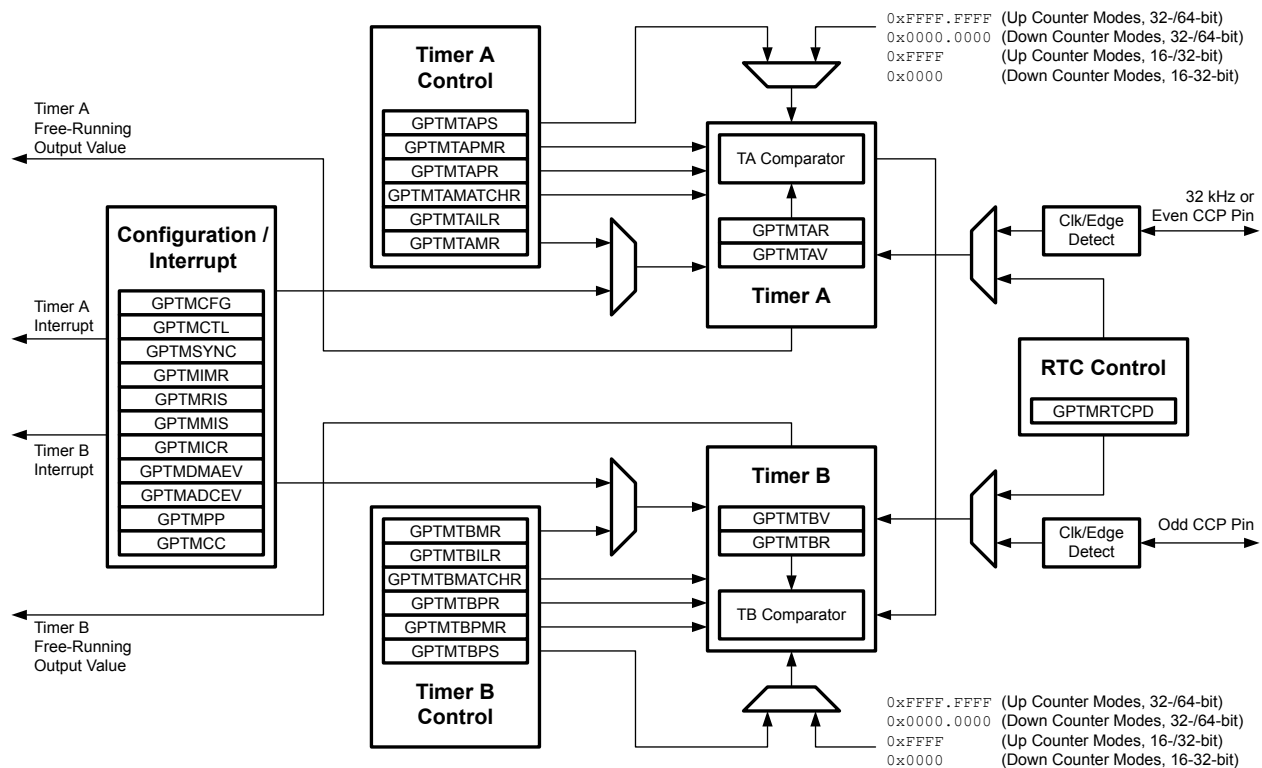 0xFFFF.FFFF (Up Counter Modes, 32-/64-bit)
0x0000.0000 (Down Counter Modes, 32-/64-bit)
0xFFFF (Up Counter Modes, 16-/32-bit)
0x0000 (Down Counter Modes, 16-32-bit)
Timer A
Control
GPTMTAPS
GPTMTAPMR
GPTMTAPR
GPTMTAMATCHR
GPTMTAILR
GPTMTAMR
Timer A
Free-Running
Output Value
TA Comparator
GPTMTAR
GPTMTAV
Timer A
Clk/Edge
Detect
32 kHz or
Even CCP Pin
Configuration /
Interrupt
GPTMCFG
GPTMCTL
GPTMSYNC
GPTMIMR
GPTMRIS
GPTMMIS
GPTMICR
GPTMDMAEV
GPTMADCEV
GPTMPP
GPTMCC
Timer A
Interrupt
Timer B
Interrupt
RTC Control
GPTMRTCPD
Timer B
GPTMTBV
GPTMTBR
TB Comparator
Clk/Edge
Detect
Odd CCP Pin
GPTMTBMR
GPTMTBILR
GPTMTBMATCHR
GPTMTBPR
GPTMTBPMR
GPTMTBPS
Timer B
Control
Timer B
Free-Running
Output Value
0xFFFF.FFFF (Up Counter Modes, 32-/64-bit)
0x0000.0000 (Down Counter Modes, 32-/64-bit)
0xFFFF (Up Counter Modes, 16-/32-bit)
0x0000 (Down Counter Modes, 16-32-bit)